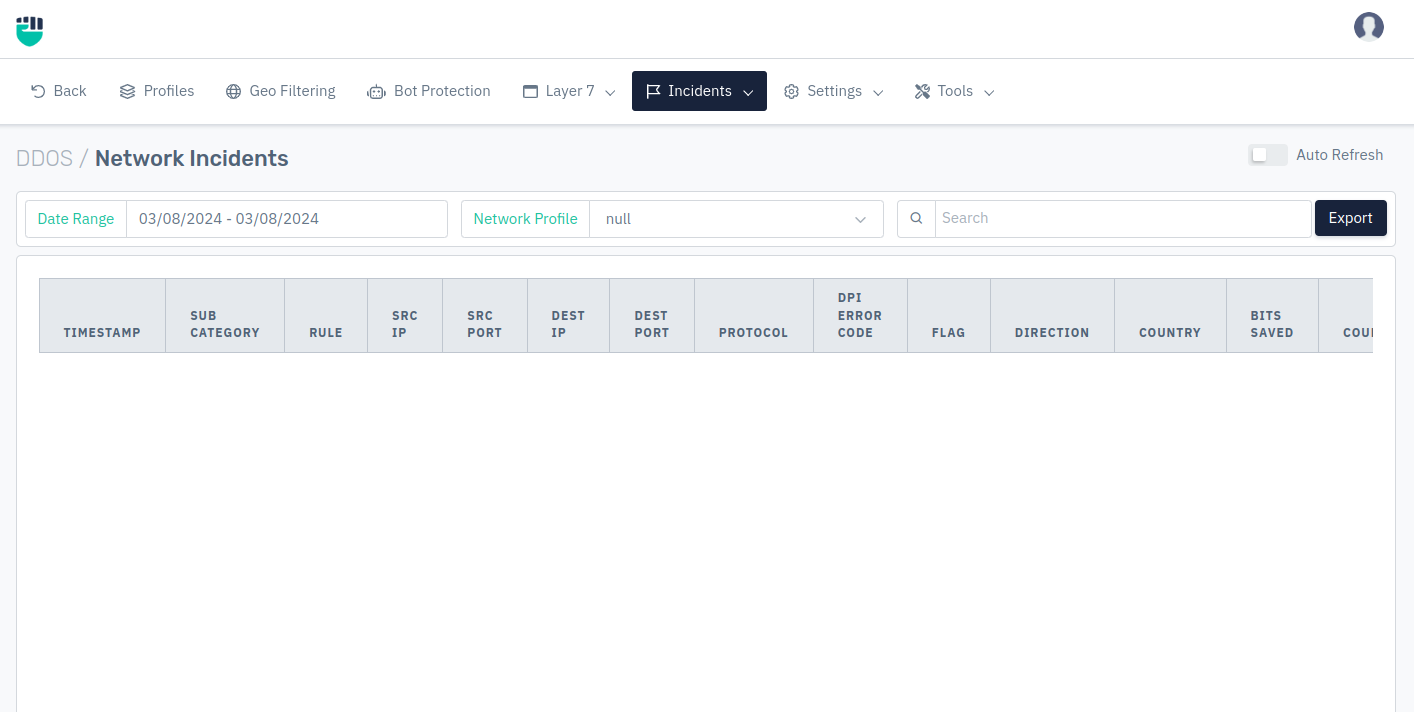 Back Profiles Geo Filtering Bot Protection Layer 7 Incidents Settings Tools
DDOS / Network Incidents
Auto Refresh
Date Range 03/08/2024 - 03/08/2024 Network Profile null Search Export
TIMESTAMP
SUB
CATEGORY
RULE
SRC
IP
SRC
PORT
DEST
IP
DEST
PORT
PROTOCOL
DPI
ERROR
CODE
FLAG
DIRECTION
COUNTRY
BITS
SAVED